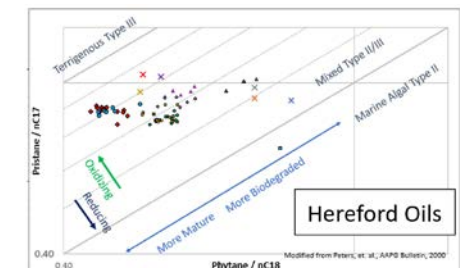 Terrigenous Type III
Mixed Type II/III
Marine Algal Type II
Pristane / nC17
Oxidizing
Reducing
More Mature More Biodegraded
Hereford Oils
0.40
0.40
Phytane / nC18
Modified from Peters, et. al., AAPG Bulletin, 2000